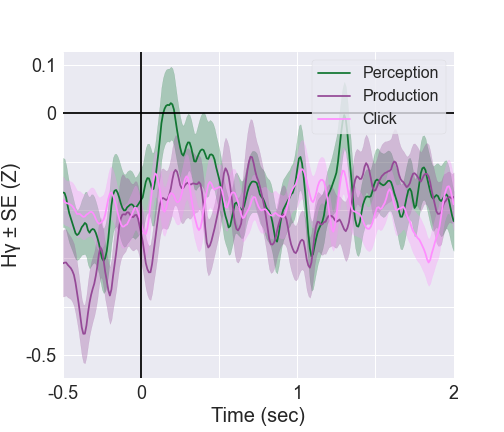 0.1
0
-0.5
Hγ ± SE (Z)
Perception
Production
Click
-0.5
0
1
2
Time (sec)